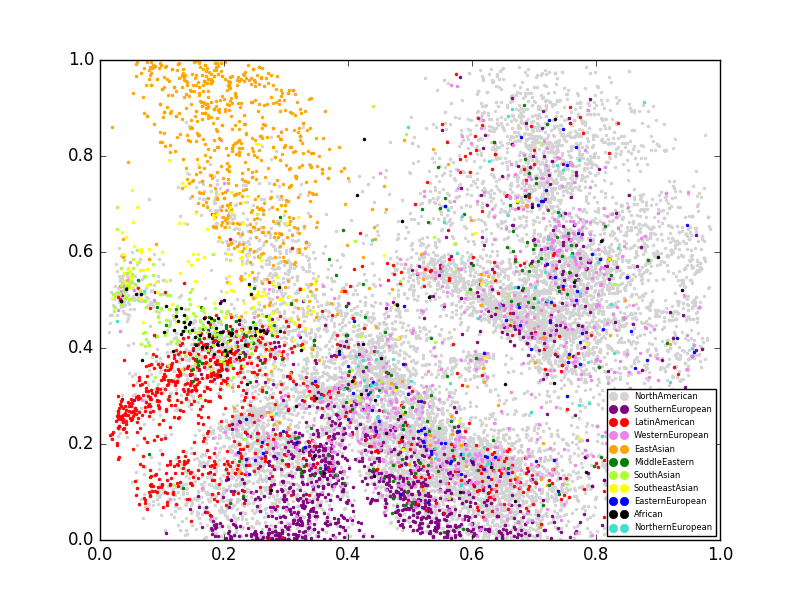 1.0
0.8
0.6
0.4
0.2
0.0
0.0 0.2 0.4 0.6 0.8 1.0
NorthAmerican
SouthernEuropean
LatinAmerican
WesternEuropean
EastAsian
MiddleEastern
SouthAsian
SoutheastAsian
EasternEuropean
African
NorthernEuropean